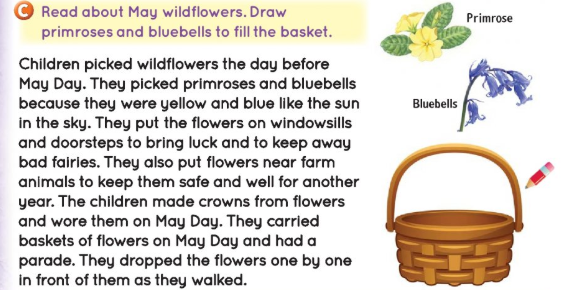 C Read about May wildflowers. Draw
primroses and bluebells to fill the basket.
Primrose
Bluebells
Children picked wildflowers the day before
May Day. They picked primroses and bluebells
because they were yellow and blue like the sun
in the sky. They put the flowers on windowsills
and doorsteps to bring luck and to keep away
bad fairies. They also put flowers near farm
animals to keep them safe and well for another
year. The children made crowns from flowers
and wore them on May Day. They carried
baskets of flowers on May Day and had a
parade. They dropped the flowers one by one
in front of them as they walked.